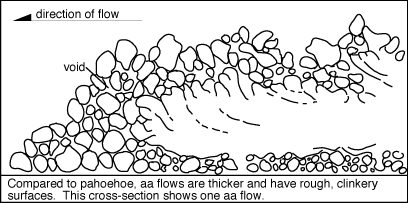 direction of flow
void
Compared to pahoehoe, aa flows are thicker and have rough, clinkery
surfaces.  This cross-section shows one aa flow.